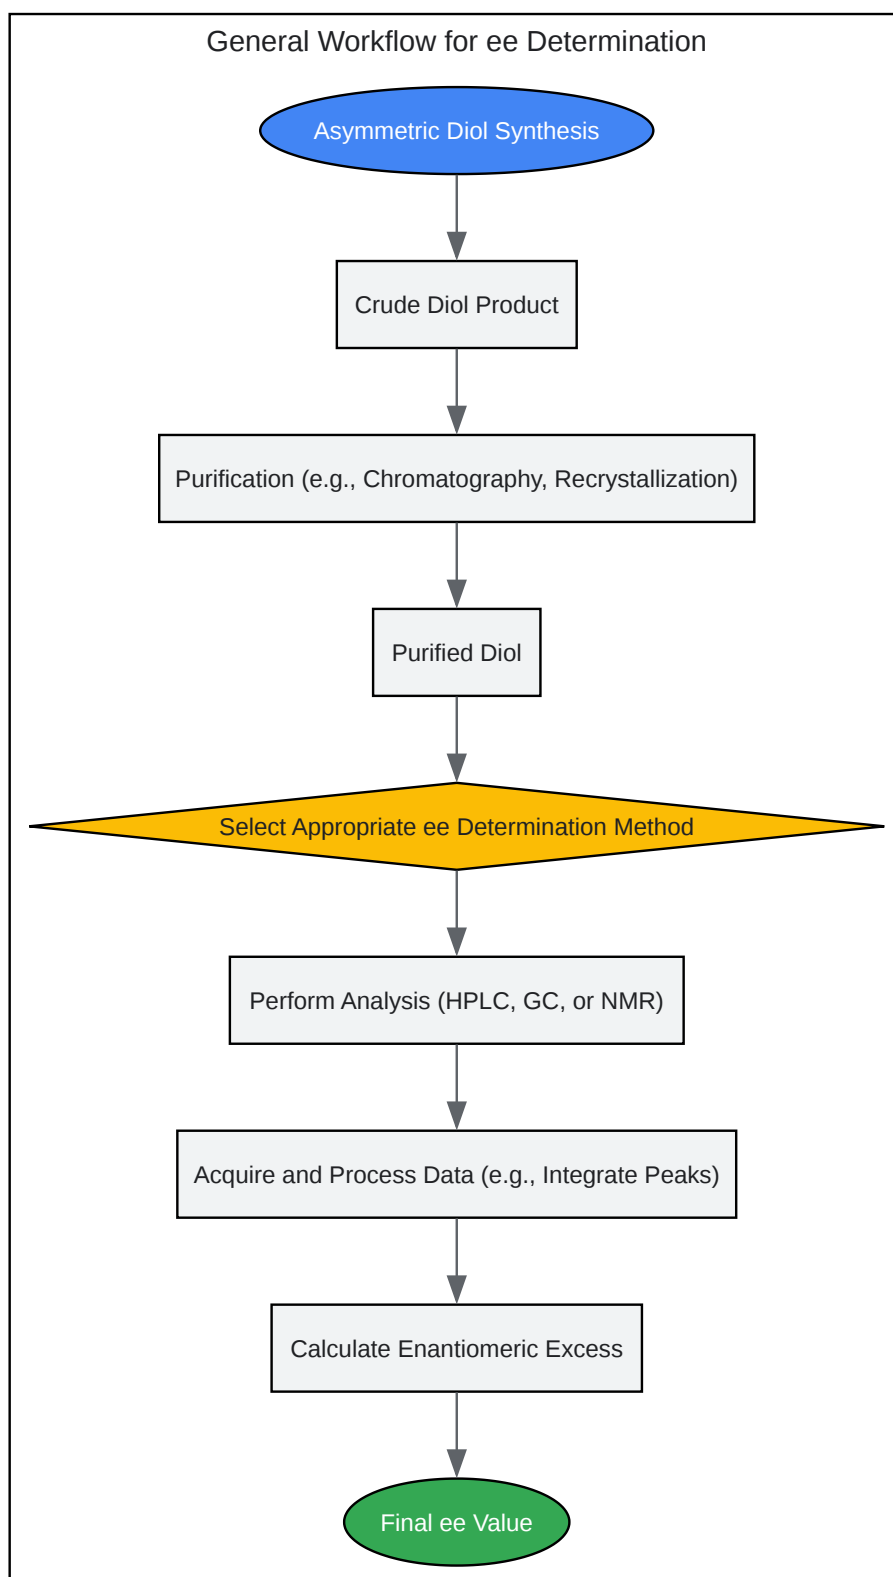 General Workflow for ee Determination
Asymmetric Diol Synthesis
Crude Diol Product
Purification (e.g., Chromatography, Recrystallization)
Purified Diol
Select Appropriate ee Determination Method
Perform Analysis (HPLC, GC, or NMR)
Acquire and Process Data (e.g., Integrate Peaks)
Calculate Enantiomeric Excess
Final ee Value